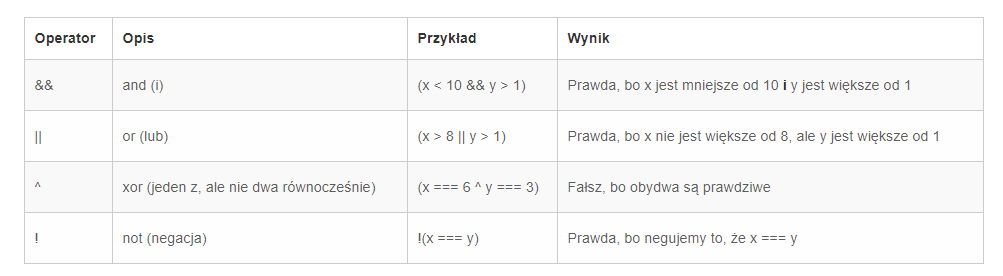 Operator Opis Przykład Wynik
&& and (i) (x < 10 && y > 1) Prawda, bo x jest mniejsze od 10 i y jest większe od 1
|| or (lub) (x > 8 || y > 1) Prawda, bo x nie jest większe od 8, ale y jest większe od 1
^ xor (jeden z, ale nie dwa równocześnie) (x === 6 ^ y === 3) Fałsz, bo obydwa są prawdziwe
! not (negacja) !(x === y) Prawda, bo negujemy to, że x === y